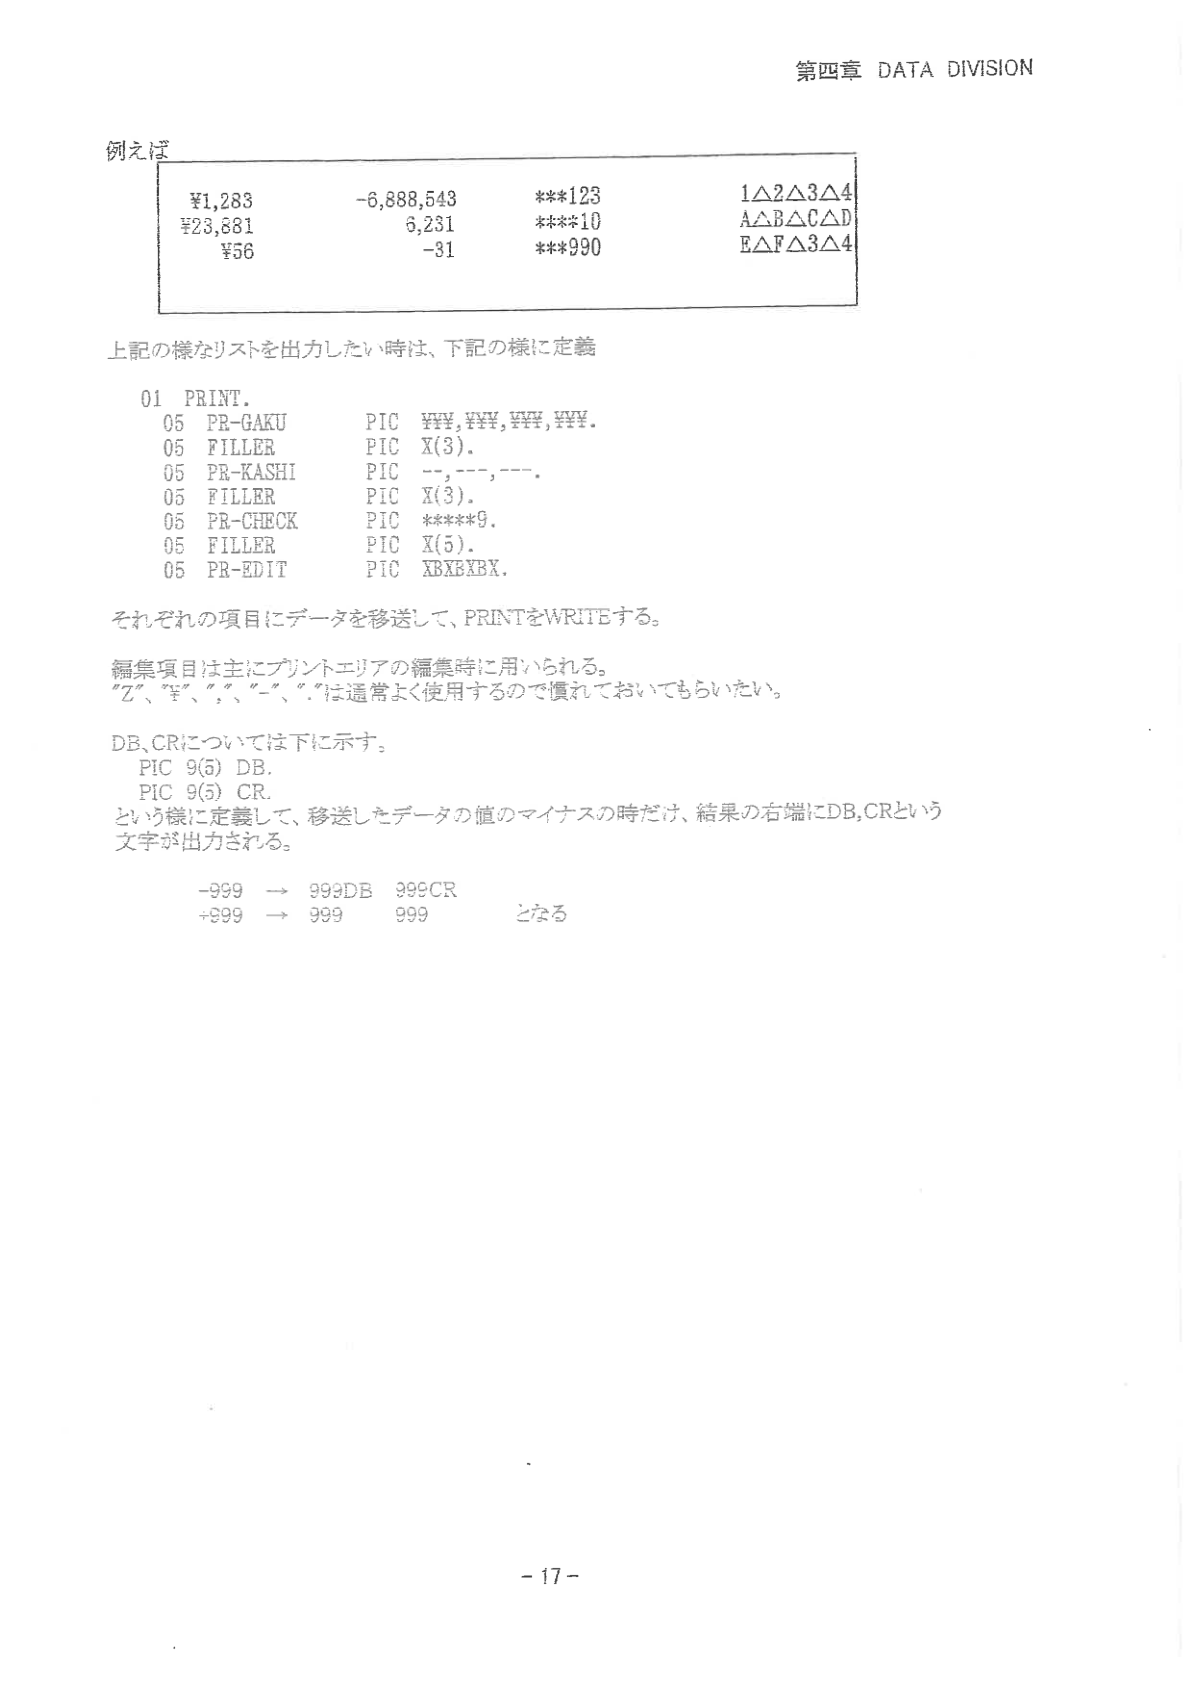 第四章 DATA DIVISION
例えば
¥1,283 -6,888,543 ***123 1△2△3△4
¥23,881 6,231 ****10 A△B△C△D
¥56 -31 ***990 E△F△3△4
上記の様なリストを出力したい時は、下記の様に定義
01 PRINT.
05 PR-GAKU PIC ¥¥¥,¥¥¥,¥¥¥,¥¥¥.
05 FILLER PIC X(3).
05 PR-KASHI PIC --,---,---.
05 FILLER PIC X(3).
05 PR-CHECK PIC *****9.
05 FILLER PIC X(5).
05 PR-EDIT PIC XBXBXBX.
それぞれの項目にデータを移送して、PRINTをWRITEする。
編集項目は主にプリントエリアの編集時に用いられる。
"Z"、"¥"、","、"-"、"."は通常よく使用するので慣れておいてもらいたい。
DB、CRについては下に示す。
PIC 9(5) DB.
PIC 9(5) CR.
という様に定義して、移送したデータの値のマイナスの時だけ、結果の右端にDB,CRという
文字が出力される。
-999 → 999DB 999CR
+999 → 999 999 となる
- 17 -